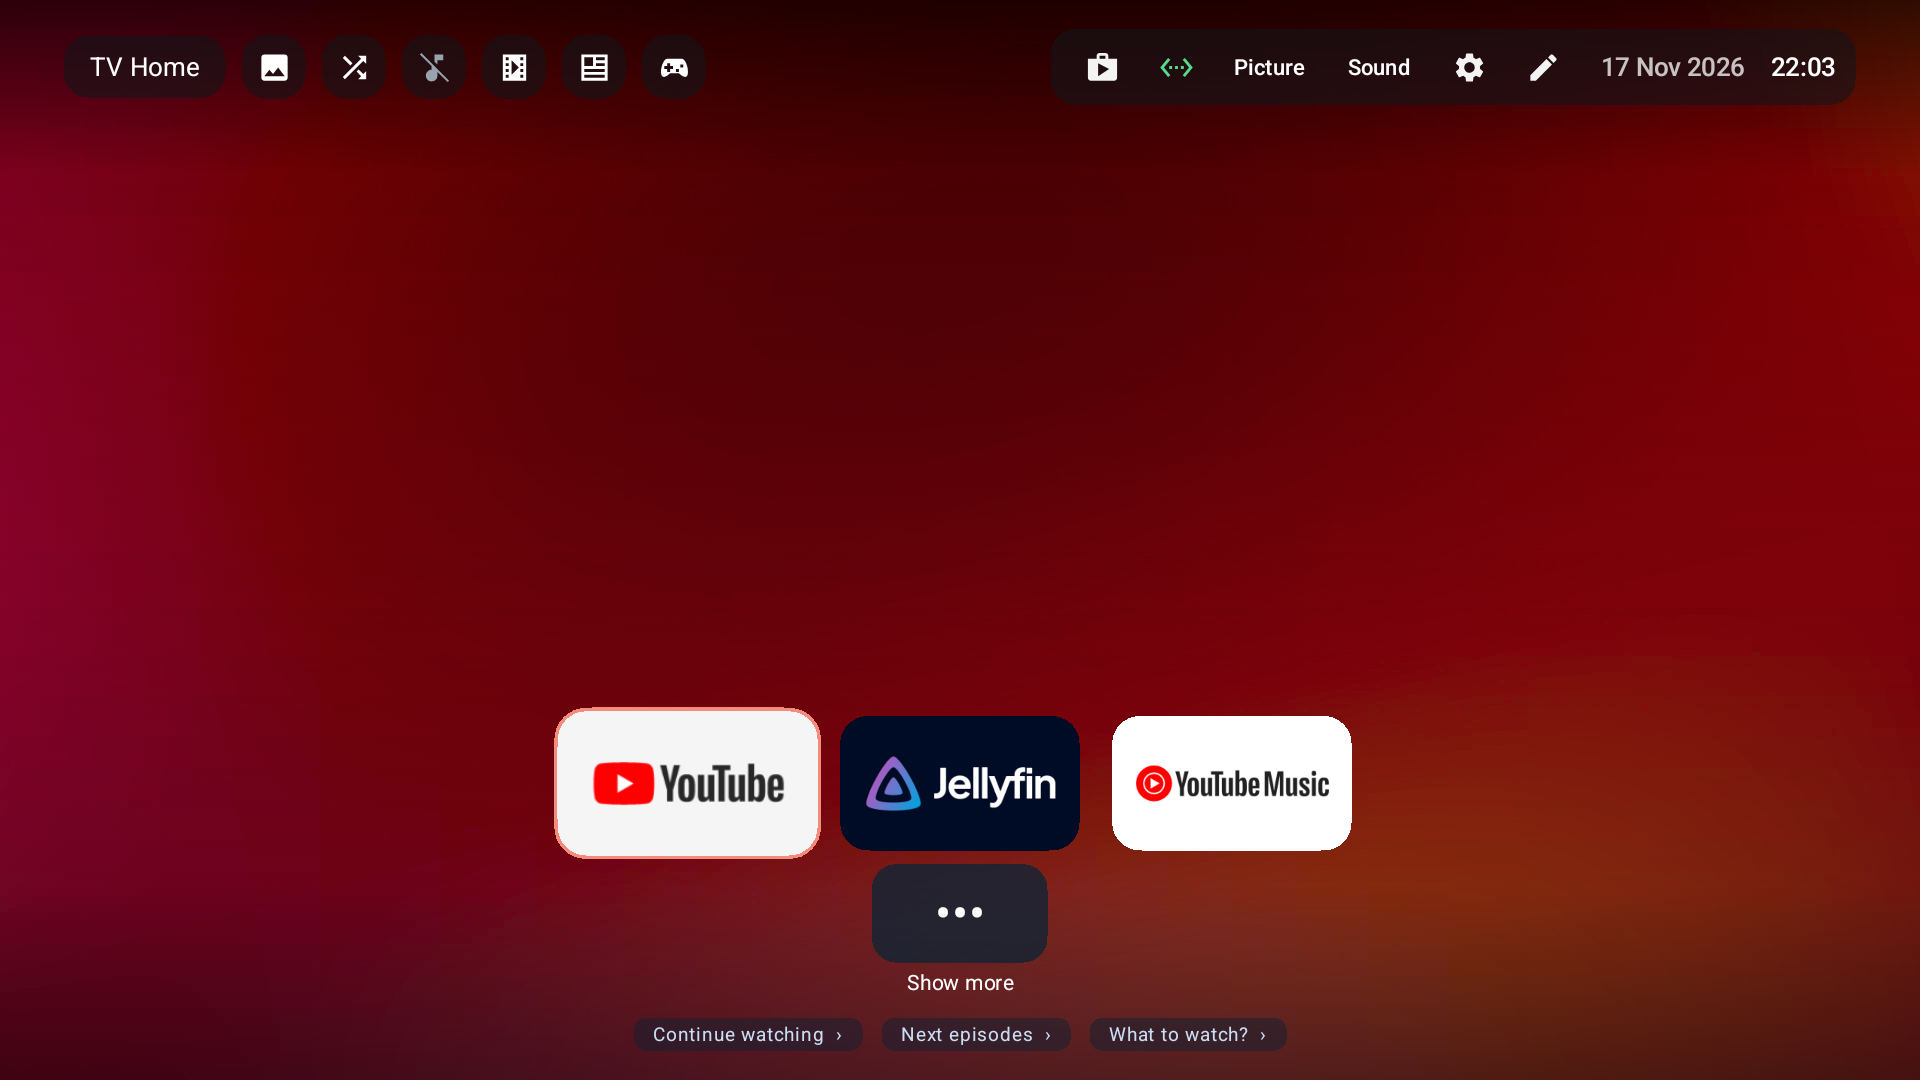 TV Home
Picture
Sound
17 Nov 2026
22:03
YouTube
Jellyfin
YouTube Music
Show more
Continue watching ›
Next episodes ›
What to watch? ›